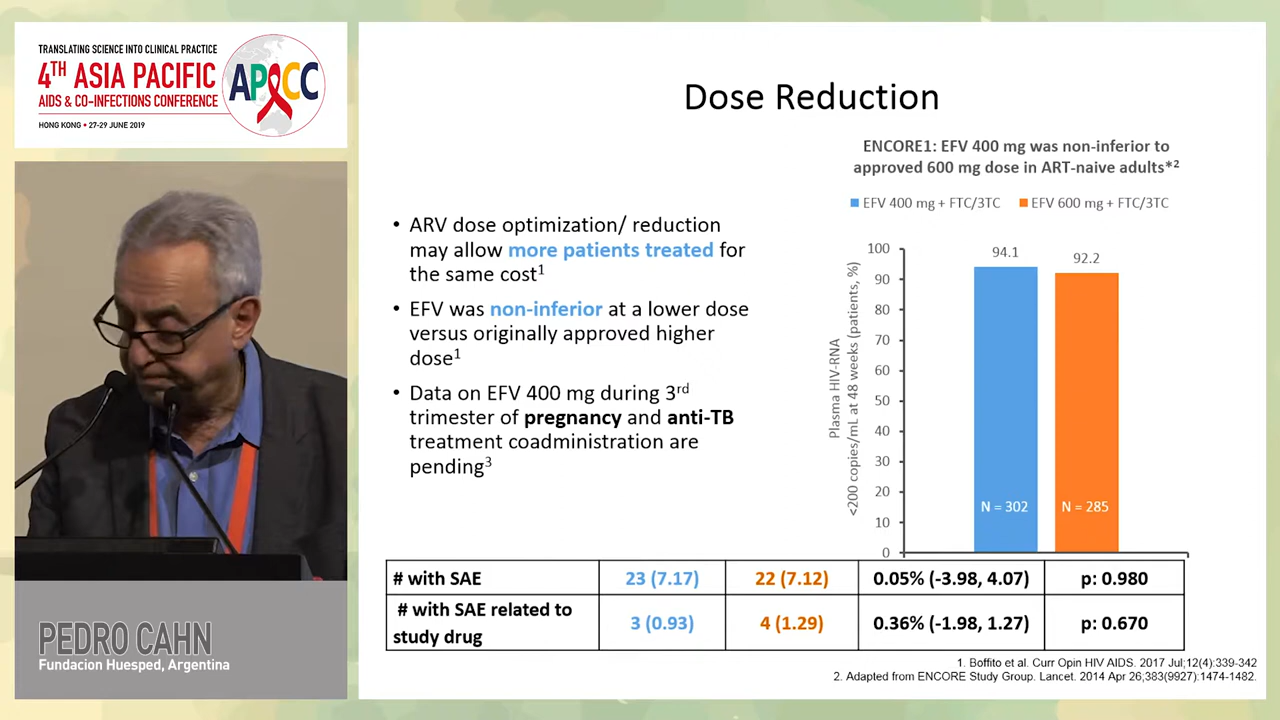 TRANSLATING SCIENCE INTO CLINICAL PRACTICE
4TH ASIA PACIFIC
AIDS & CO-INFECTIONS CONFERENCE
HONG KONG • 27-29 JUNE 2019
APACC
Dose Reduction
• ARV dose optimization/ reduction
may allow more patients treated for
the same cost1
• EFV was non-inferior at a lower dose
versus originally approved higher
dose1
• Data on EFV 400 mg during 3rd
trimester of pregnancy and anti-TB
treatment coadministration are
pending3
ENCORE1: EFV 400 mg was non-inferior to
approved 600 mg dose in ART-naive adults*2
EFV 400 mg + FTC/3TC EFV 600 mg + FTC/3TC
Plasma HIV-RNA
<200 copies/mL at 48 weeks (patients, %)
100
90
80
70
60
50
40
30
20
10
0
94.1
92.2
N = 302
N = 285
# with SAE 23 (7.17) 22 (7.12) 0.05% (-3.98, 4.07) p: 0.980
# with SAE related to
study drug 3 (0.93) 4 (1.29) 0.36% (-1.98, 1.27) p: 0.670
1. Boffito et al. Curr Opin HIV AIDS. 2017 Jul;12(4):339-342
2. Adapted from ENCORE Study Group. Lancet. 2014 Apr 26;383(9927):1474-1482.
PEDRO CAHN
Fundacion Huesped, Argentina